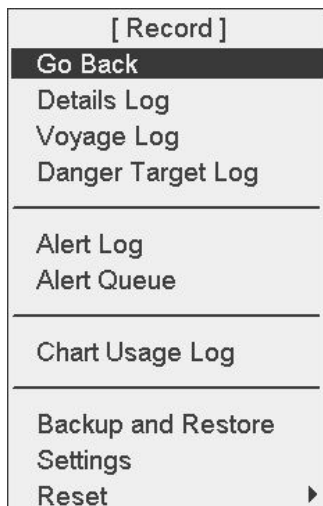 [ Record ]
Go Back
Details Log
Voyage Log
Danger Target Log
Alert Log
Alert Queue
Chart Usage Log
Backup and Restore
Settings
Reset